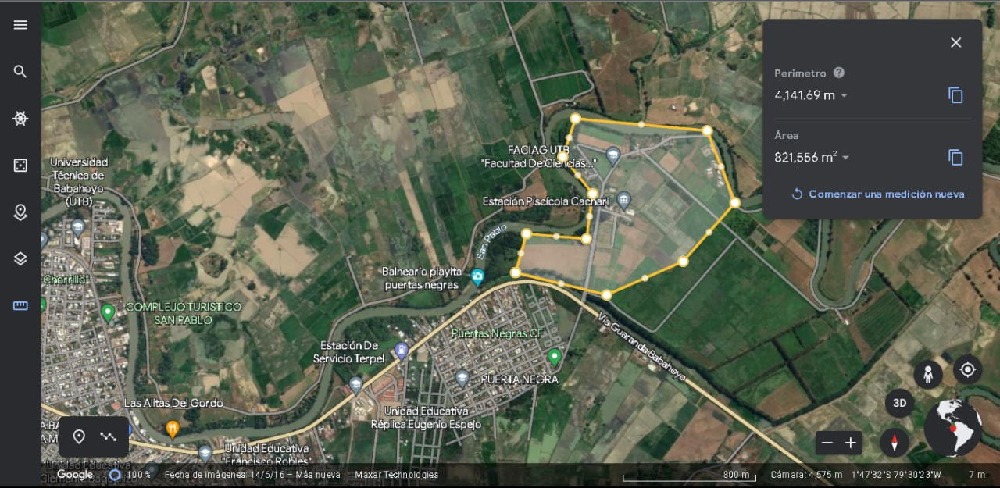 Perímetro
4,141.69 m
Área
821,556 m²
Comenzar una medición nueva
FACIAG UTB
"Facultad De Ciencias..."
Universidad
Técnica de
Babahoyo
(UTB)
Estación Piscícola Cachari
San Pablo
Balneario playita
puertas negras
Chorrillo
COMPLEJO TURISTICO
SAN PABLO
Puertas Negras CF
Vía Guaranda Babahoyo
Estación De
Servicio Terpel
PUERTA NEGRA
Las Alitas Del Gordo
Unidad Educativa
Réplica Eugenio Espejo
3D
Unidad Educativa
"Francisco Robles"
Unidad Educativa
Google
100 %
Fecha de imágenes: 14/6/16 – Más nueva
Maxar Technologies
800 m
Cámara: 4,575 m
1°47'32"S 79°30'23"W
7 m